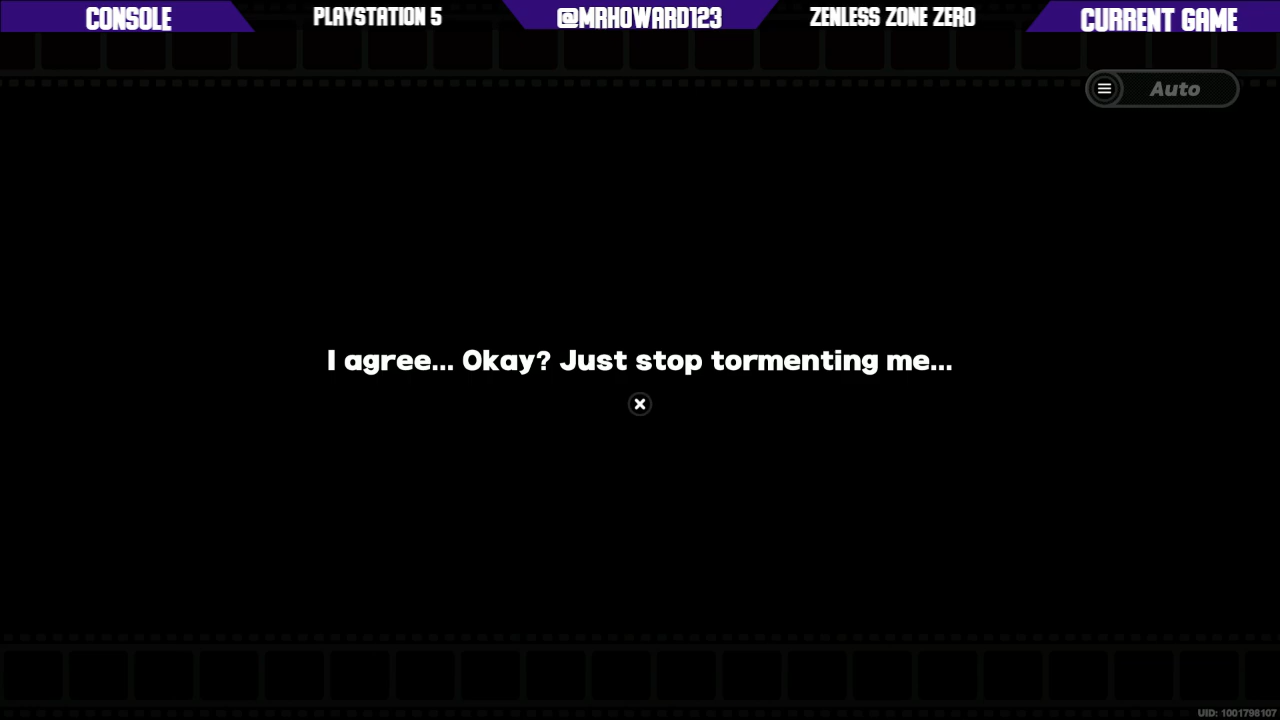 CONSOLE
PLAYSTATION 5
@MRHOWARD123
ZENLESS ZONE ZERO
CURRENT GAME
Auto
I agree... Okay? Just stop tormenting me...
UID: 1001798107